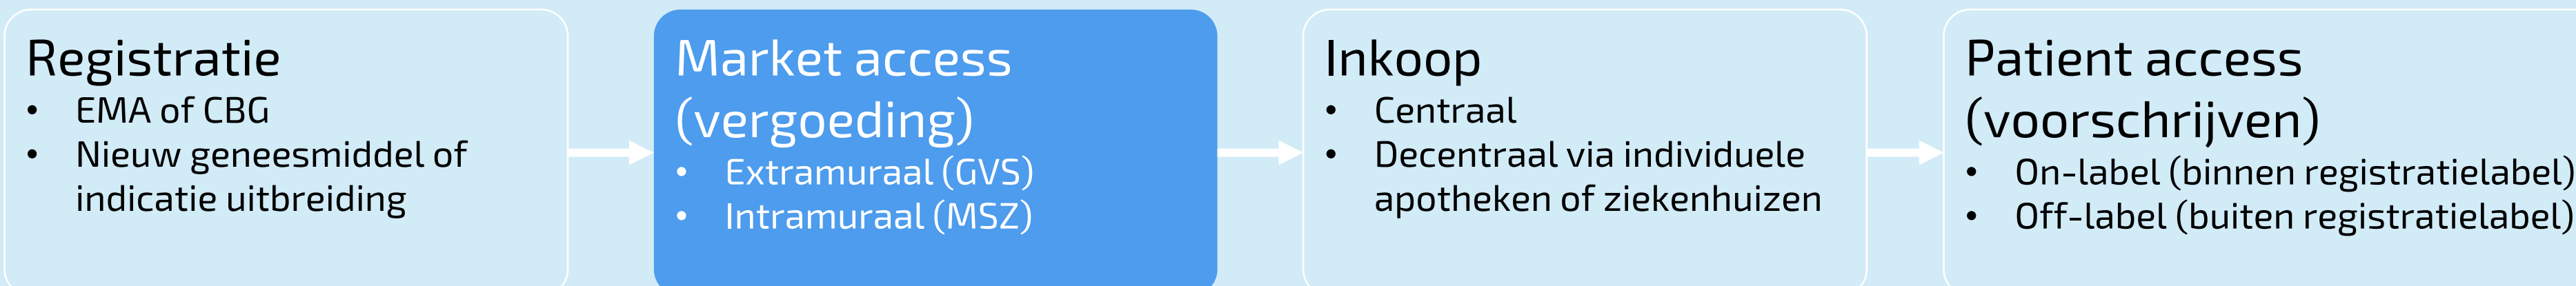 Registratie
• EMA of CBG
• Nieuw geneesmiddel of
indicatie uitbreiding
Market access
(vergoeding)
• Extramuraal (GVS)
• Intramuraal (MSZ)
Inkoop
• Centraal
• Decentraal via individuele
apotheken of ziekenhuizen
Patient access
(voorschrijven)
• On-label (binnen registratielabel)
• Off-label (buiten registratielabel)